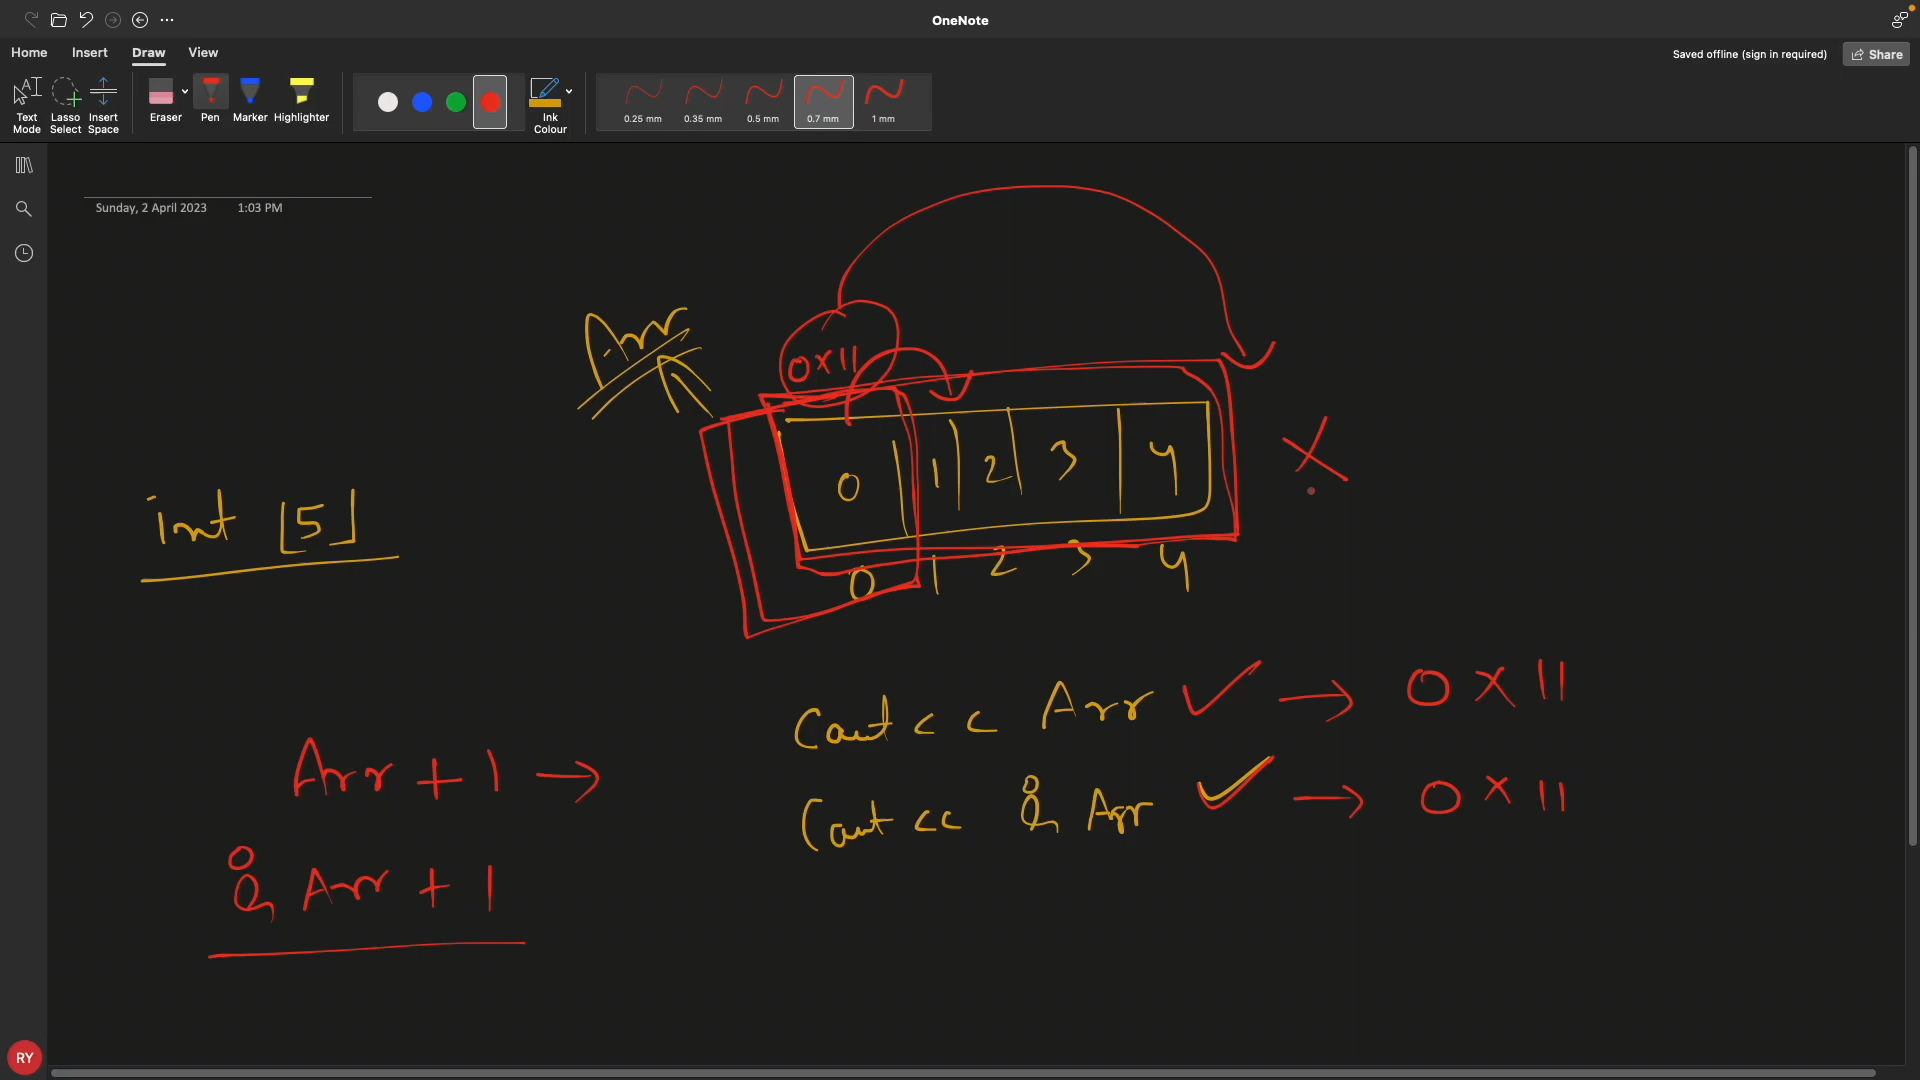 OneNote
Home Insert Draw View
Saved offline (sign in required) Share
Text Mode Lasso Select Insert Space Eraser Pen Marker Highlighter Ink Colour 0.25 mm 0.35 mm 0.5 mm 0.7 mm 1 mm
Sunday, 2 April 2023 1:03 PM
Arr
0x11
0 1 2 3 4
int [5]
0 1 2 3 4
Cout << Arr ✓ → 0x11
Arr + 1 →
Cout << & Arr ✓ → 0x11
& Arr + 1
RY